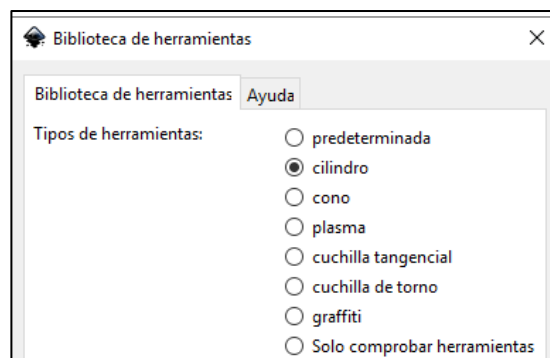 Biblioteca de herramientas
Biblioteca de herramientas Ayuda
Tipos de herramientas: predeterminada
cilindro
cono
plasma
cuchilla tangencial
cuchilla de torno
graffiti
Solo comprobar herramientas